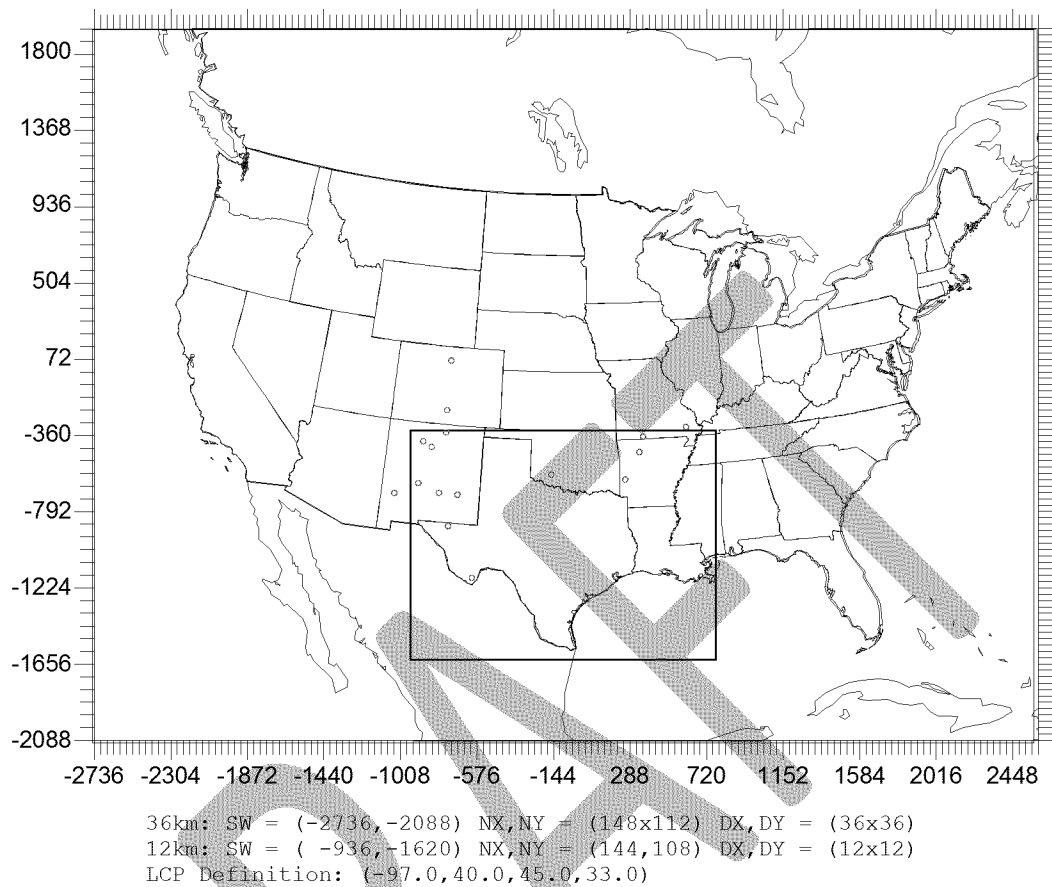 1800
1368
936
504
72
-360
-792
-1224
-1656
-2088
-2736 -2304 -1872 -1440 -1008 -576 -144 288 720 1152 1584 2016 2448
36km: SW = (-2736,-2088) NX,NY = (148x112) DX,DY = (36x36)
12km: SW = ( -936,-1620) NX,NY = (144,108) DX,DY = (12x12)
LCP Definition: (-97.0,40.0,45.0,33.0)